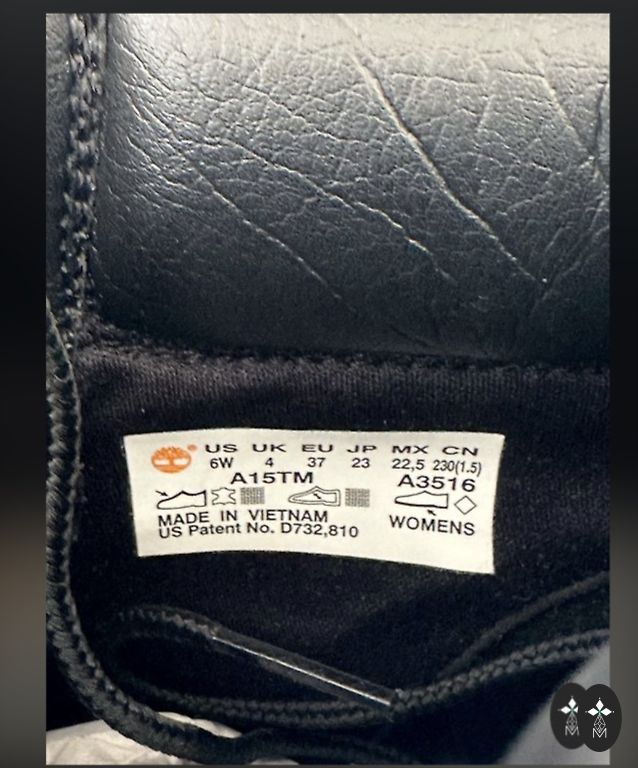 US UK EU JP MX CN
6W 4 37 23 22,5 230(1.5)
A15TM A3516
MADE IN VIETNAM
US Patent No. D732,810
WOMENS
M M